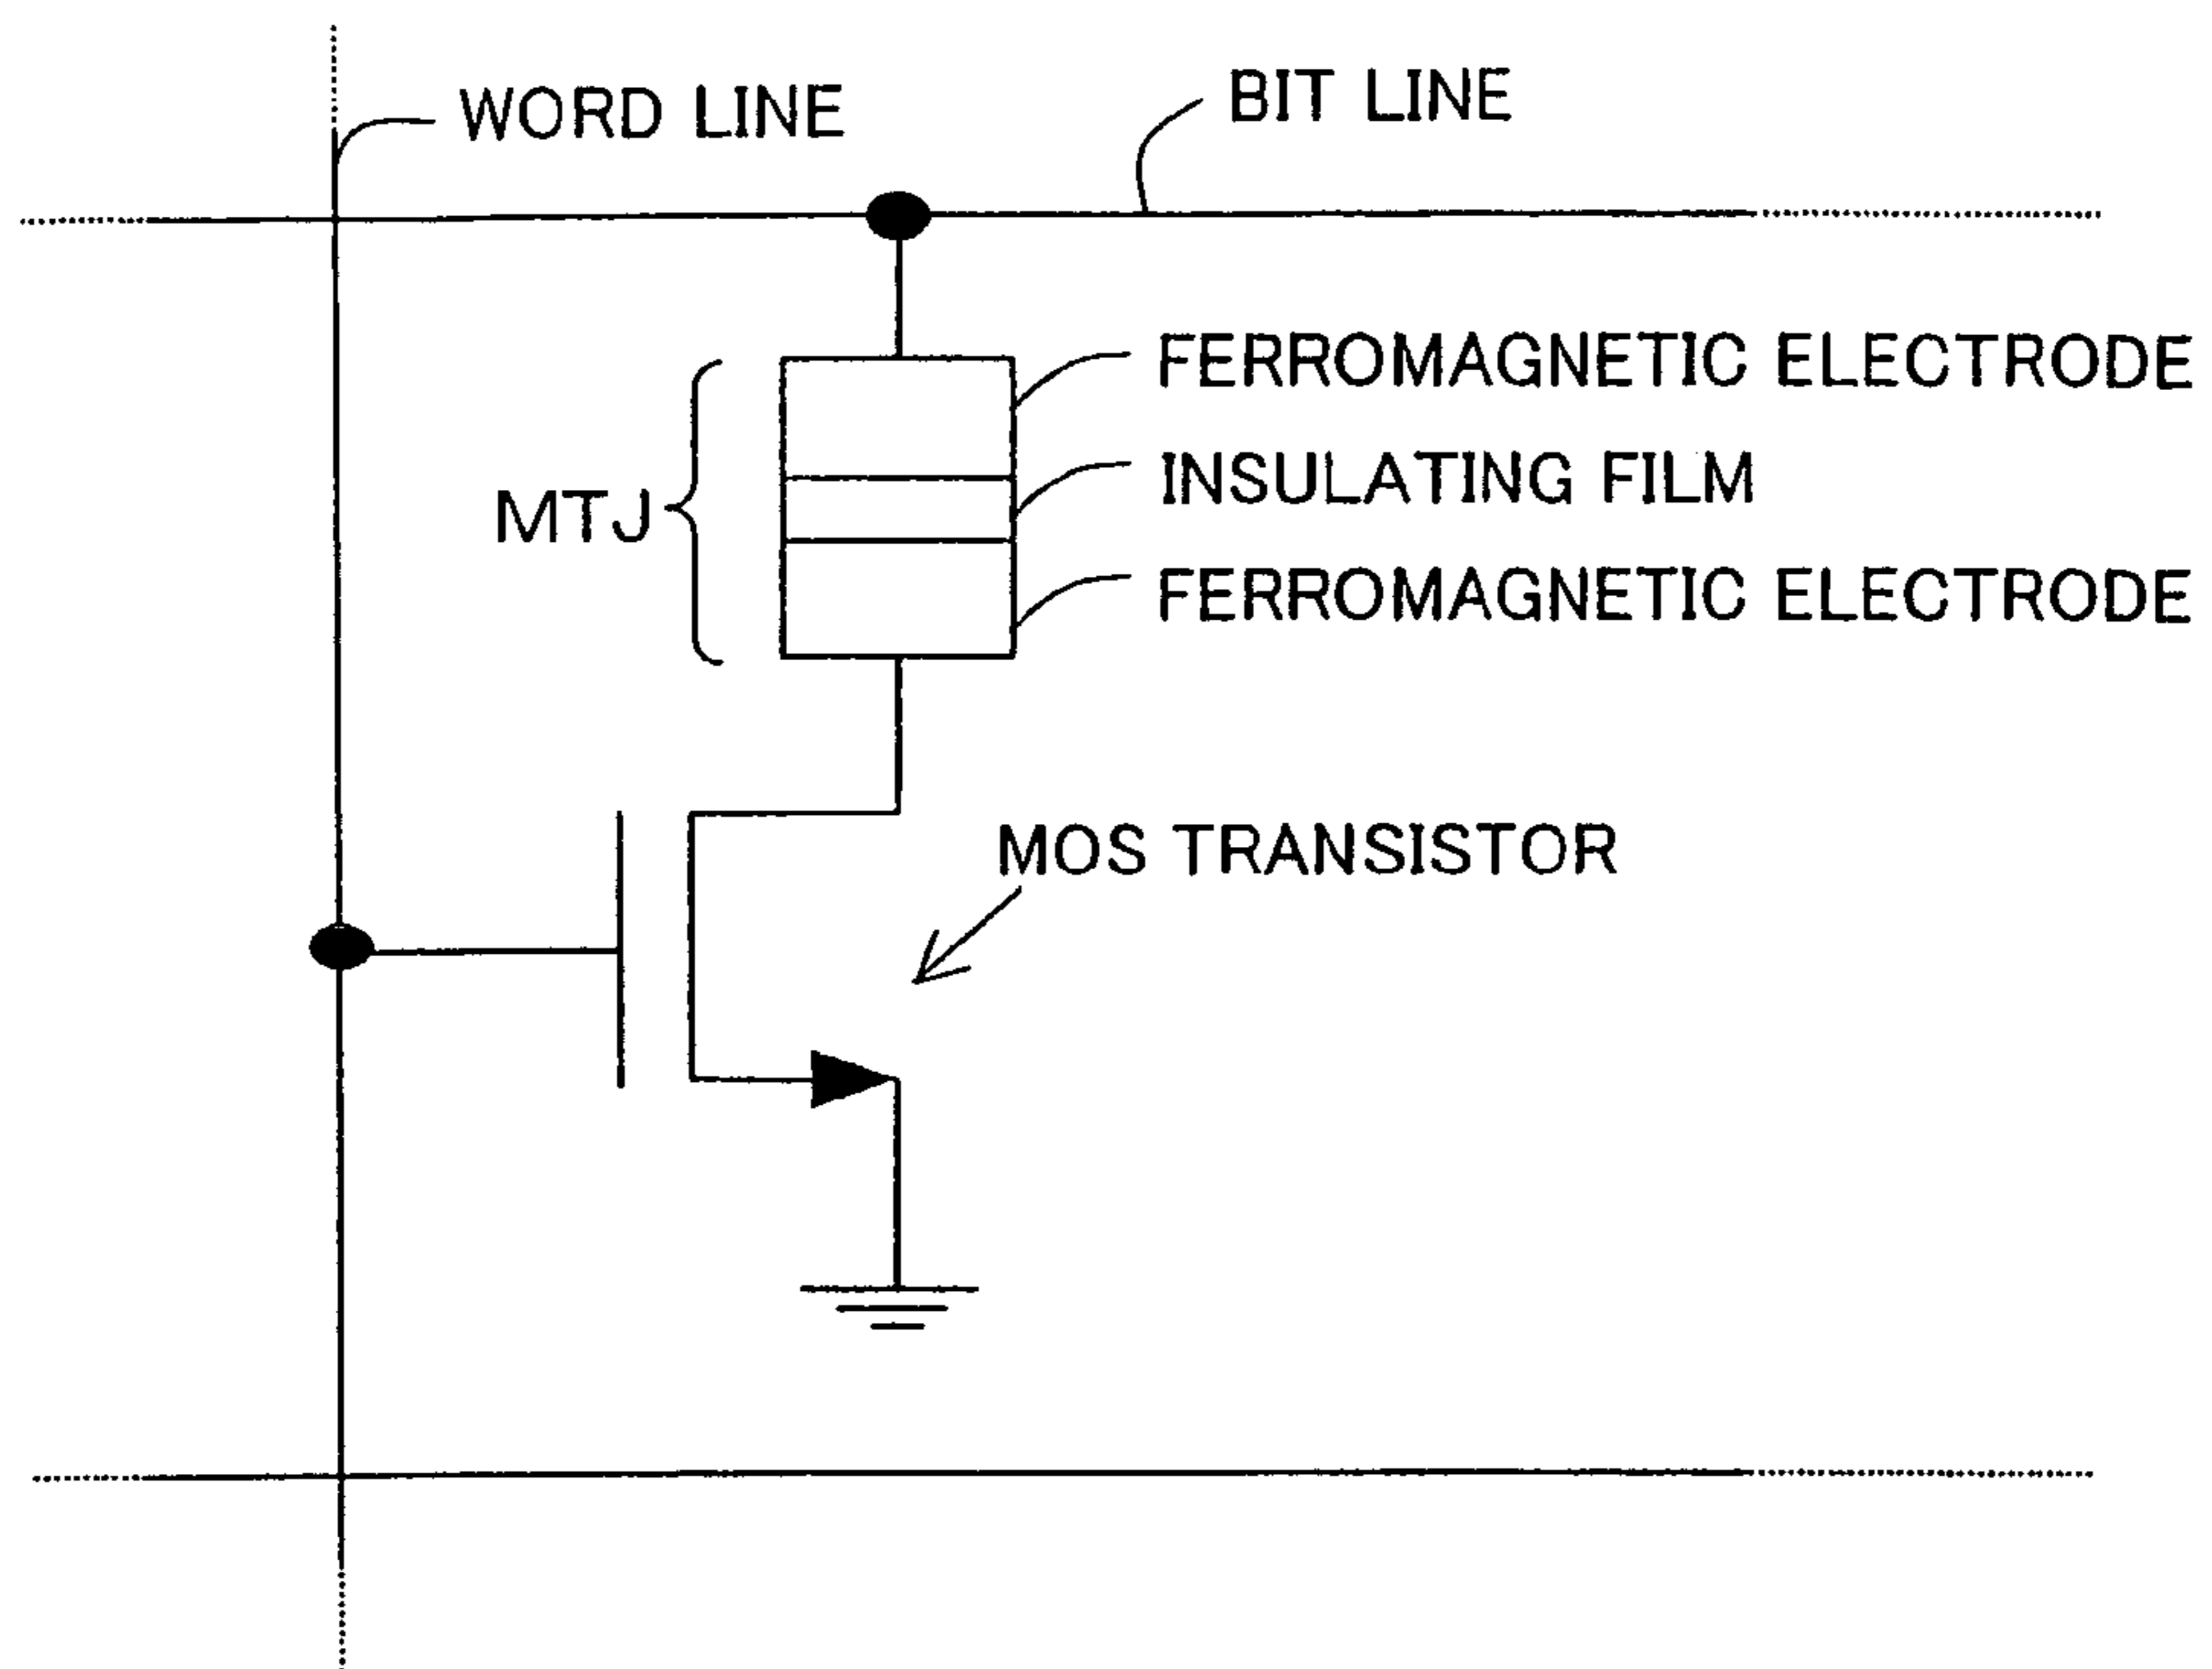 WORD LINE
BIT LINE
FERROMAGNETIC ELECTRODE
INSULATING FILM
MTJ
FERROMAGNETIC ELECTRODE
MOS TRANSISTOR